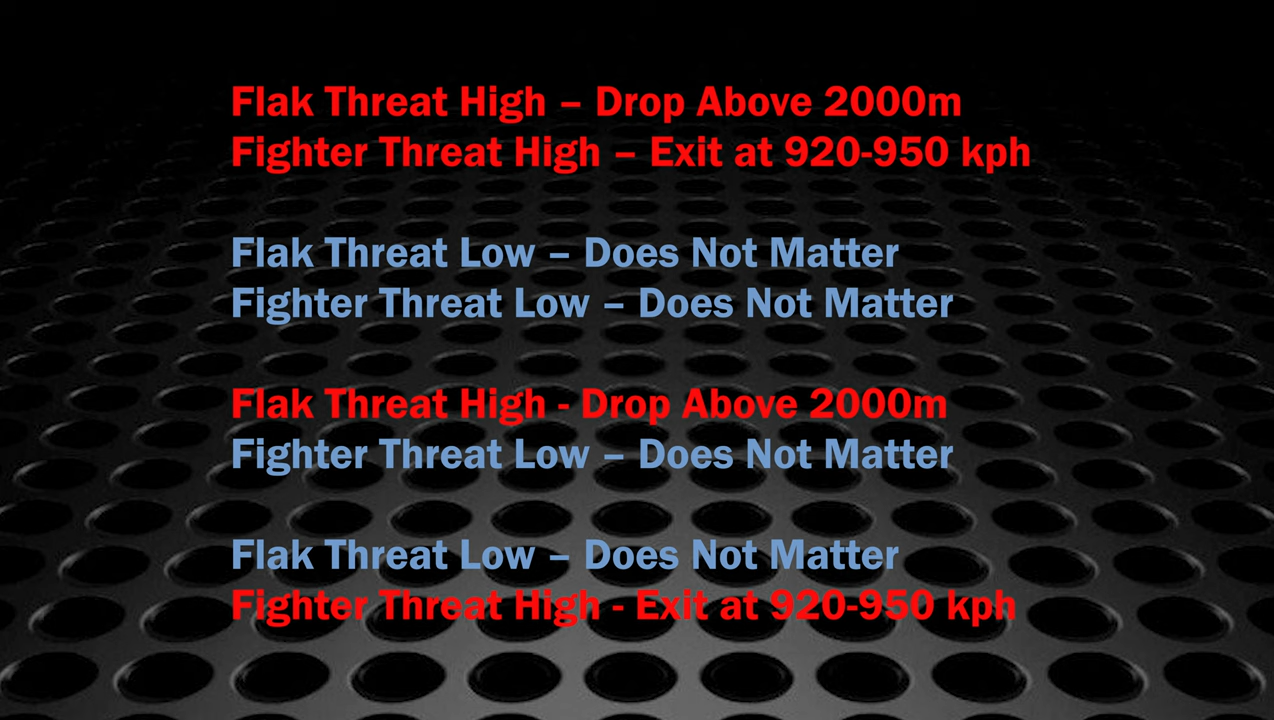 Flak Threat High – Drop Above 2000m
Fighter Threat High – Exit at 920-950 kph
Flak Threat Low – Does Not Matter
Fighter Threat Low – Does Not Matter
Flak Threat High - Drop Above 2000m
Fighter Threat Low – Does Not Matter
Flak Threat Low – Does Not Matter
Fighter Threat High - Exit at 920-950 kph